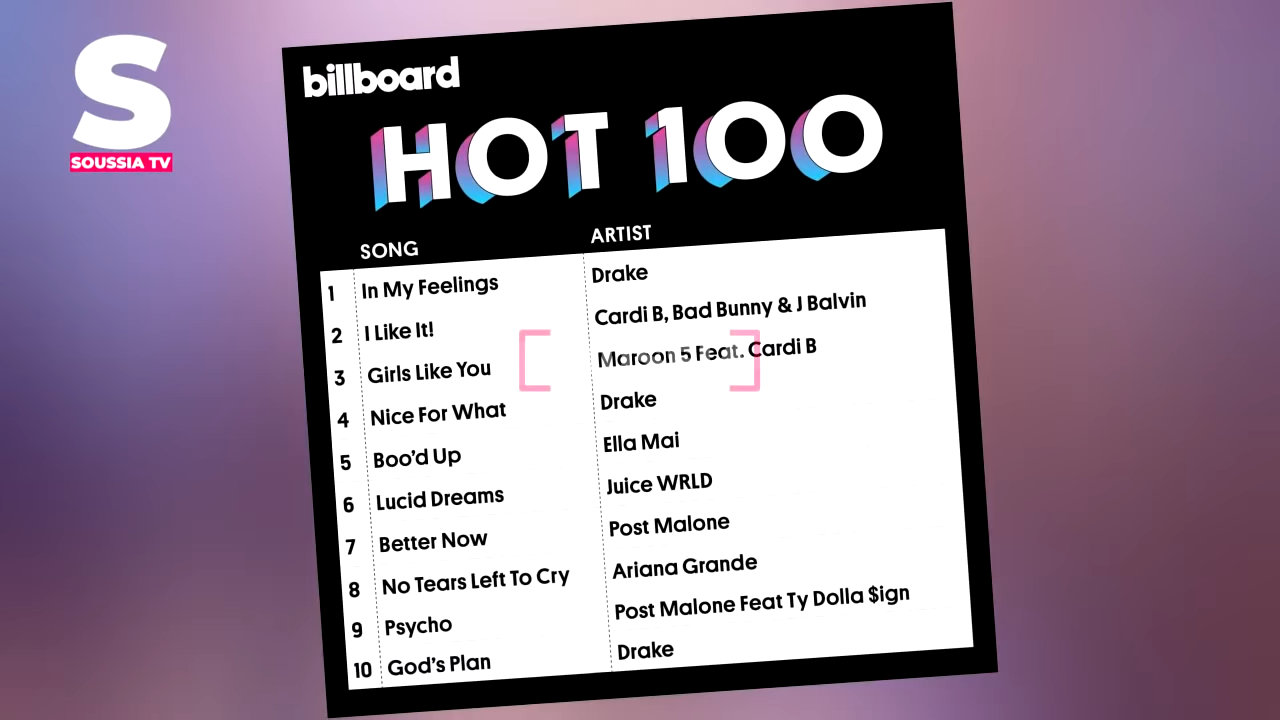 S
SOUSSIA TV
billboard
HOT 100
SONG ARTIST
1 In My Feelings Drake
2 I Like It! Cardi B, Bad Bunny & J Balvin
3 Girls Like You Maroon 5 Feat. Cardi B
4 Nice For What Drake
5 Boo'd Up Ella Mai
6 Lucid Dreams Juice WRLD
7 Better Now Post Malone
8 No Tears Left To Cry Ariana Grande
9 Psycho Post Malone Feat Ty Dolla $ign
10 God's Plan Drake